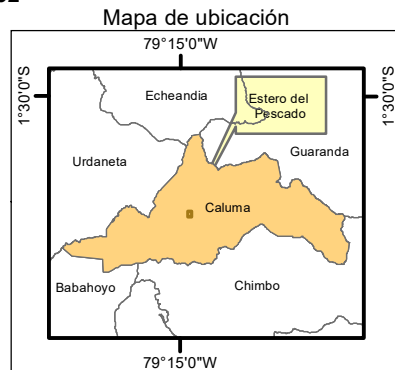 Mapa de ubicación
79°15'0"W
1°30'0"S
1°30'0"S
Echeandia
Estero del
Pescado
Urdaneta
Guaranda
Caluma
Babahoyo
Chimbo
79°15'0"W